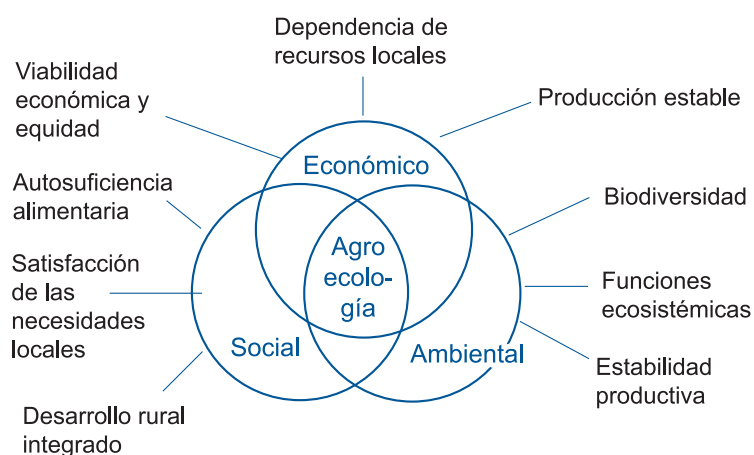 Dependencia de
recursos locales
Viabilidad
económica y
equidad
Producción estable
Económico
Autosuficiencia
alimentaria
Biodiversidad
Agro
ecolo-
gía
Satisfacción
de las
necesidades
locales
Funciones
ecosistémicas
Social
Ambiental
Estabilidad
productiva
Desarrollo rural
integrado